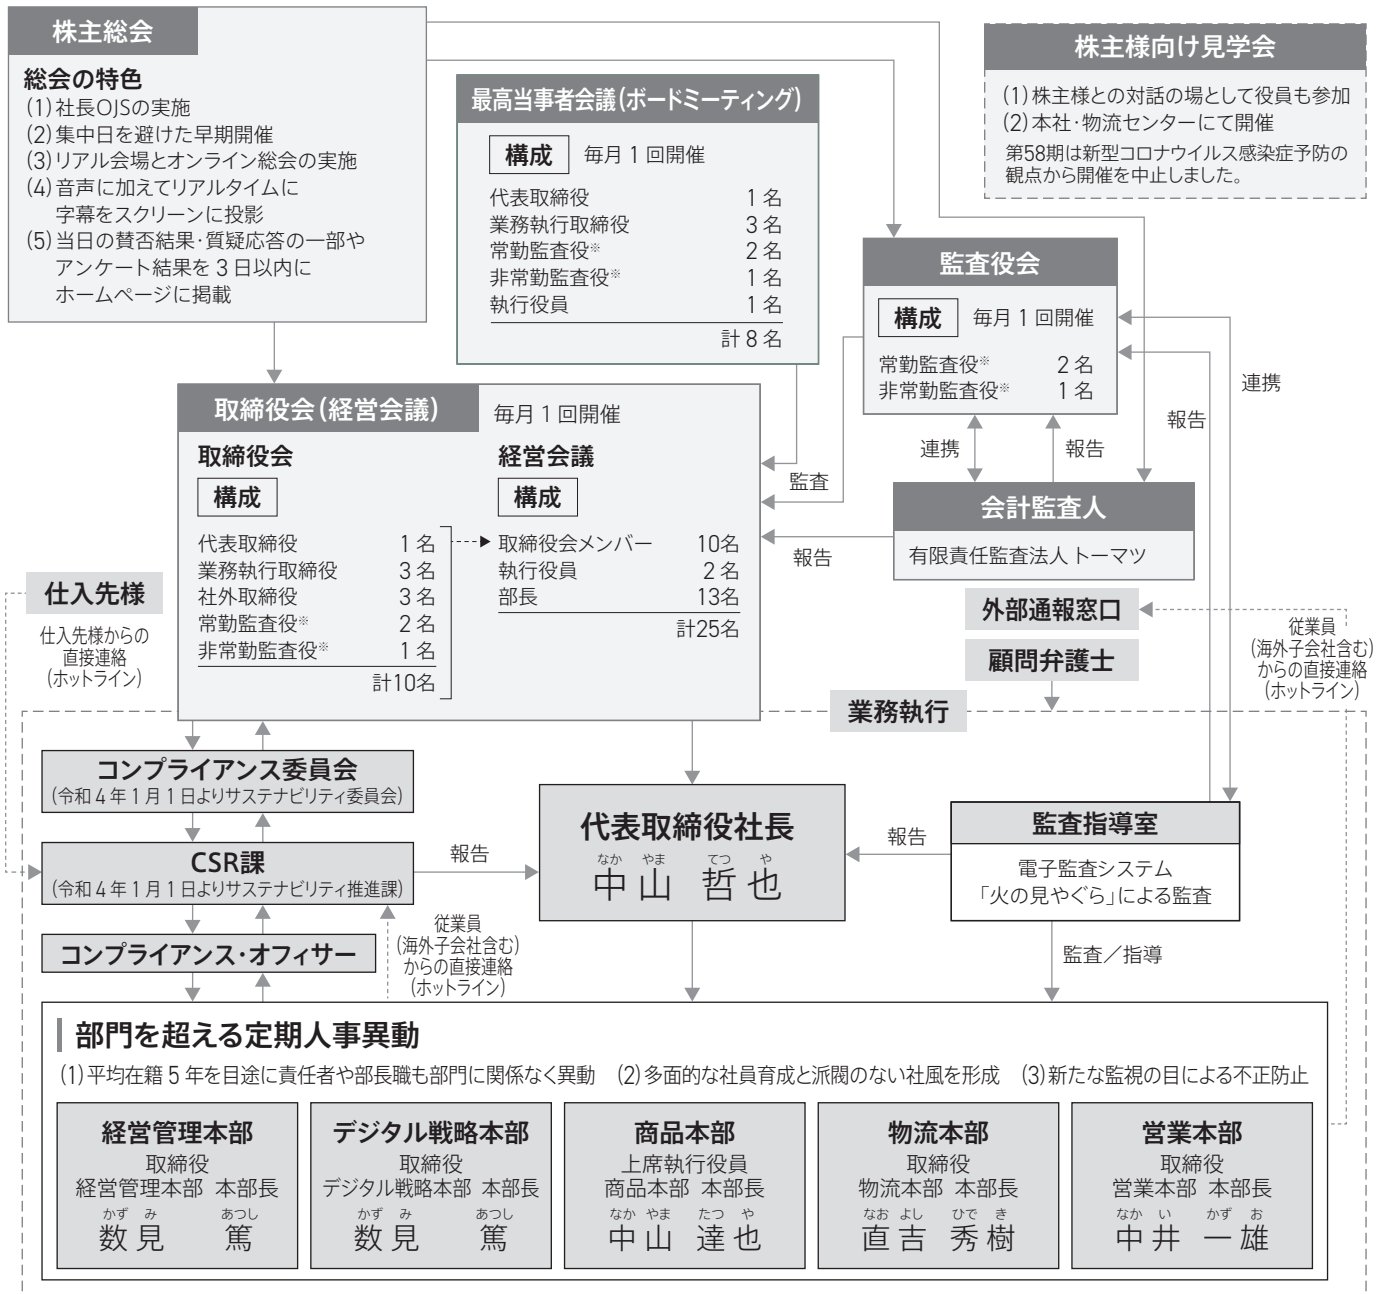 株主総会
総会の特色
(1)社長OJSの実施
(2)集中日を避けた早期開催
(3)リアル会場とオンライン総会の実施
(4)音声に加えてリアルタイムに
字幕をスクリーンに投影
(5)当日の賛否結果・質疑応答の一部や
アンケート結果を3日以内に
ホームページに掲載
最高当事者会議(ボードミーティング)
構成 毎月1回開催
代表取締役 1名
業務執行取締役 3名
常勤監査役※ 2名
非常勤監査役※ 1名
執行役員 1名
計8名
株主様向け見学会
(1)株主様との対話の場として役員も参加
(2)本社・物流センターにて開催
第58期は新型コロナウイルス感染症予防の
観点から開催を中止しました。
監査役会
構成 毎月1回開催
常勤監査役※ 2名
非常勤監査役※ 1名
連携
報告
連携
報告
監査
報告
会計監査人
有限責任監査法人トーマツ
取締役会(経営会議) 毎月1回開催
取締役会
構成
代表取締役 1名
業務執行取締役 3名
社外取締役 3名
常勤監査役※ 2名
非常勤監査役※ 1名
計10名
経営会議
構成
取締役会メンバー 10名
執行役員 2名
部長 13名
計25名
仕入先様
仕入先様からの
直接連絡
(ホットライン)
外部通報窓口
顧問弁護士
従業員
(海外子会社含む)
からの直接連絡
(ホットライン)
業務執行
コンプライアンス委員会
(令和4年1月1日よりサステナビリティ委員会)
CSR課
(令和4年1月1日よりサステナビリティ推進課)
コンプライアンス・オフィサー
報告
従業員
(海外子会社含む)
からの直接連絡
(ホットライン)
代表取締役社長
なか やま てつ や
中山 哲也
報告
監査指導室
電子監査システム
「火の見やぐら」による監査
監査/指導
部門を超える定期人事異動
(1)平均在籍5年を目途に責任者や部長職も部門に関係なく異動 (2)多面的な社員育成と派閥のない社風を形成 (3)新たな監視の目による不正防止
経営管理本部
取締役
経営管理本部 本部長
かず み あつし
数見 篤
デジタル戦略本部
取締役
デジタル戦略本部 本部長
かず み あつし
数見 篤
商品本部
上席執行役員
商品本部 本部長
なか やま たつ や
中山 達也
物流本部
取締役
物流本部 本部長
なお よし ひで き
直吉 秀樹
営業本部
取締役
営業本部 本部長
なか い かず お
中井 一雄